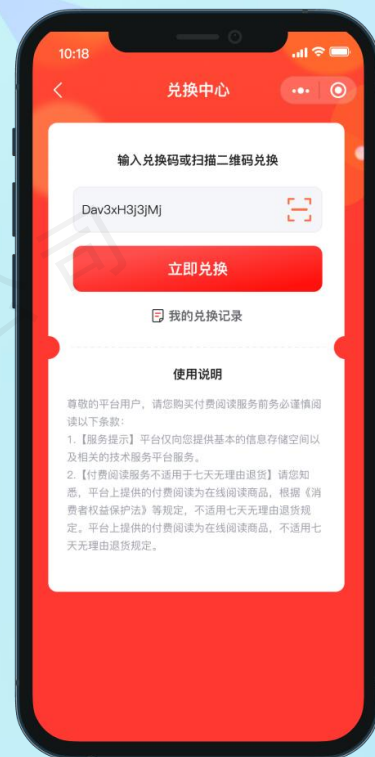 10:18
兑换中心
输入兑换码或扫描二维码兑换
Dav3xH3j3jMj
立即兑换
我的兑换记录
使用说明
尊敬的平台用户，请您购买付费阅读服务前务必谨慎阅
读以下条款：
1.【服务提示】平台仅向您提供基本的信息存储空间以
及相关的技术服务平台服务。
2.【付费阅读服务不适用于七天无理由退货】请您知
悉，平台上提供的付费阅读为在线阅读商品，根据《消
费者权益保护法》等规定，不适用七天无理由退货规
定。平台上提供的付费阅读为在线阅读商品，不适用七
天无理由退货规定。
公司